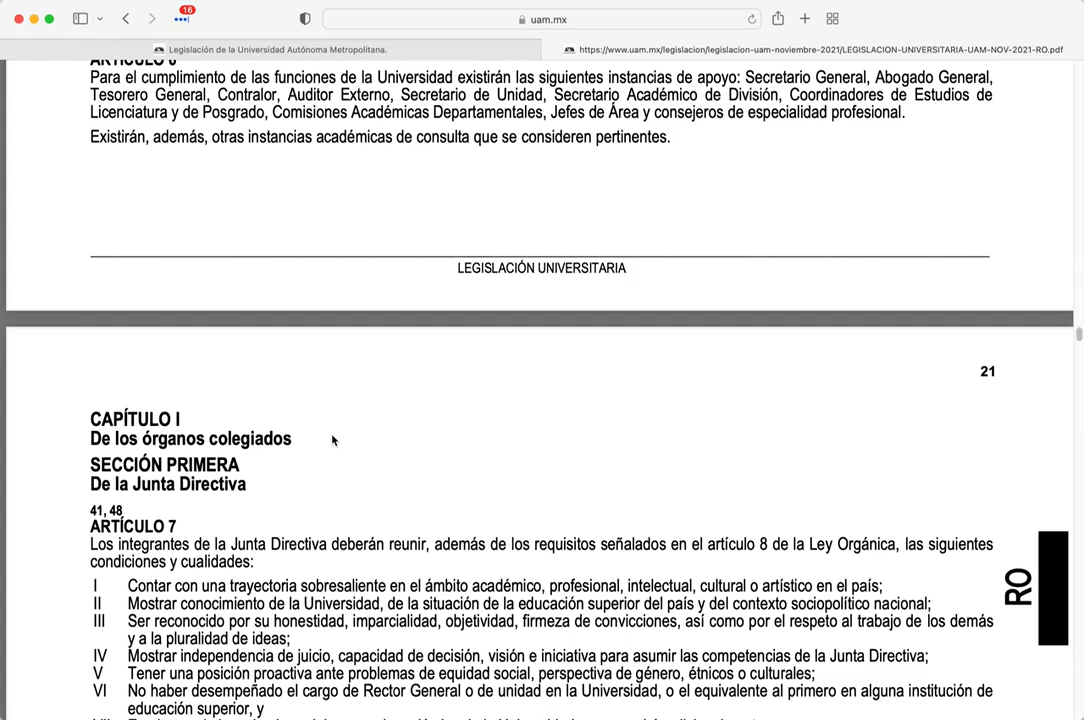 16
uam.mx
Legislación de la Universidad Autónoma Metropolitana.
https://www.uam.mx/legislacion/legislacion-uam-noviembre-2021/LEGISLACION-UNIVERSITARIA-UAM-NOV-2021-RO.pdf
ARTÍCULO 6
Para el cumplimiento de las funciones de la Universidad existirán las siguientes instancias de apoyo: Secretario General, Abogado General,
Tesorero General, Contralor, Auditor Externo, Secretario de Unidad, Secretario Académico de División, Coordinadores de Estudios de
Licenciatura y de Posgrado, Comisiones Académicas Departamentales, Jefes de Área y consejeros de especialidad profesional.
Existirán, además, otras instancias académicas de consulta que se consideren pertinentes.
LEGISLACIÓN UNIVERSITARIA
21
CAPÍTULO I
De los órganos colegiados
SECCIÓN PRIMERA
De la Junta Directiva
41, 48
ARTÍCULO 7
Los integrantes de la Junta Directiva deberán reunir, además de los requisitos señalados en el artículo 8 de la Ley Orgánica, las siguientes
condiciones y cualidades:
I Contar con una trayectoria sobresaliente en el ámbito académico, profesional, intelectual, cultural o artístico en el país;
II Mostrar conocimiento de la Universidad, de la situación de la educación superior del país y del contexto sociopolítico nacional;
III Ser reconocido por su honestidad, imparcialidad, objetividad, firmeza de convicciones, así como por el respeto al trabajo de los demás
y a la pluralidad de ideas;
IV Mostrar independencia de juicio, capacidad de decisión, visión e iniciativa para asumir las competencias de la Junta Directiva;
V Tener una posición proactiva ante problemas de equidad social, perspectiva de género, étnicos o culturales;
VI No haber desempeñado el cargo de Rector General o de unidad en la Universidad, o el equivalente al primero en alguna institución de
educación superior, y
RO